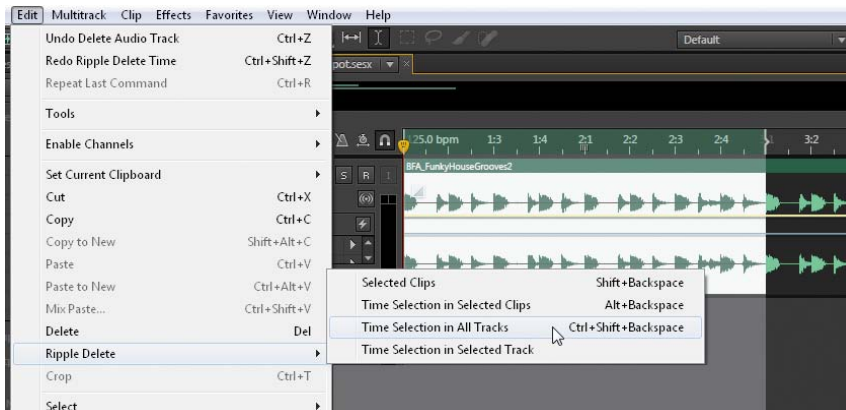 Edit Multitrack Clip Effects Favorites View Window Help
Undo Delete Audio Track Ctrl+Z
Default
Redo Ripple Delete Time Ctrl+Shift+Z
pot.sesx
Repeat Last Command Ctrl+R
Tools
Enable Channels
25.0 bpm 1:3 1:4 2:1 2:2 2:3 2:4 3:2
BFA_FunkyHouseGrooves2
Set Current Clipboard
S R I
Cut Ctrl+X
Copy Ctrl+C
Copy to New Shift+Alt+C
Paste Ctrl+V
Paste to New Ctrl+Alt+V
Mix Paste... Ctrl+Shift+V
Delete Del
Ripple Delete
Crop Ctrl+T
Select
Selected Clips Shift+Backspace
Time Selection in Selected Clips Alt+Backspace
Time Selection in All Tracks Ctrl+Shift+Backspace
Time Selection in Selected Track